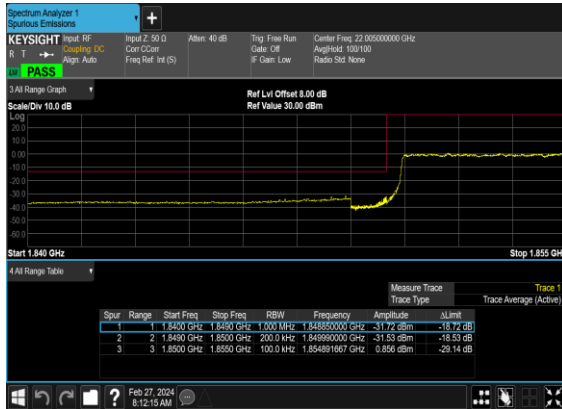 Spectrum Analyzer 1
Spurious Emissions
+
KEYSIGHT Input: RF Input Z: 50 Ω Atten: 40 dB Trig: Free Run Center Freq: 22.005000000 GHz
R T Coupling: DC Corr CCorr Gate: Off Avg|Hold: 100/100
Align: Auto Freq Ref: Int (S) IF Gain: Low Radio Std: None
PASS
3 All Range Graph
Ref Lvl Offset 8.00 dB
Scale/Div 10.0 dB Ref Value 30.00 dBm
Log
20.0
10.0
0.00
-10.0
-20.0
-30.0
-40.0
-50.0
-60.0
Start 1.840 GHz Stop 1.855 GH
4 All Range Table
Measure Trace Trace 1
Trace Type Trace Average (Active)
Spur Range Start Freq Stop Freq RBW Frequency Amplitude ΔLimit
1 1 1.8400 GHz 1.8490 GHz 1.000 MHz 1.848850000 GHz -31.72 dBm -18.72 dB
2 2 1.8490 GHz 1.8500 GHz 200.0 kHz 1.849990000 GHz -31.53 dBm -18.53 dB
3 3 1.8500 GHz 1.8550 GHz 100.0 kHz 1.854891667 GHz 0.856 dBm -29.14 dB
? Feb 27, 2024
8:12:15 AM